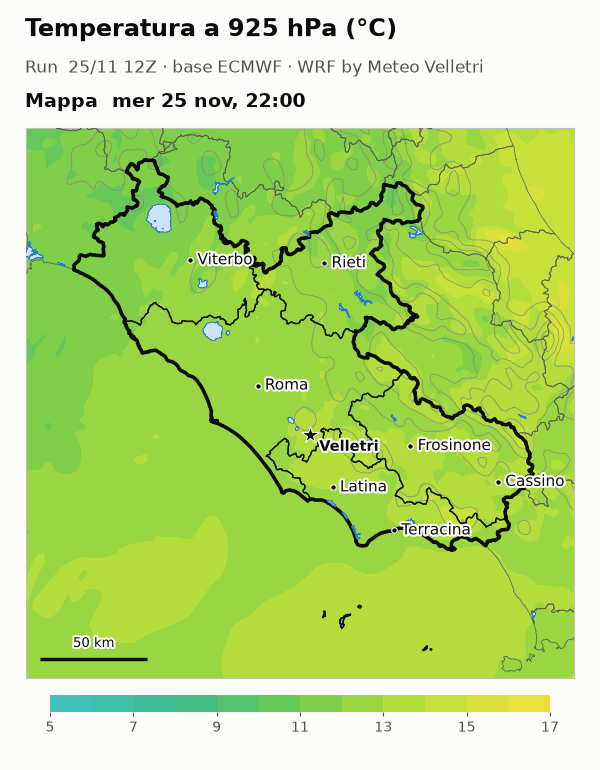 Temperatura a 925 hPa (°C)
Run  25/11 12Z · base ECMWF · WRF by Meteo Velletri
Mappa  mer 25 nov, 22:00
Viterbo
Rieti
Roma
Velletri
Frosinone
Cassino
Latina
Terracina
50 km
5 7 9 11 13 15 17